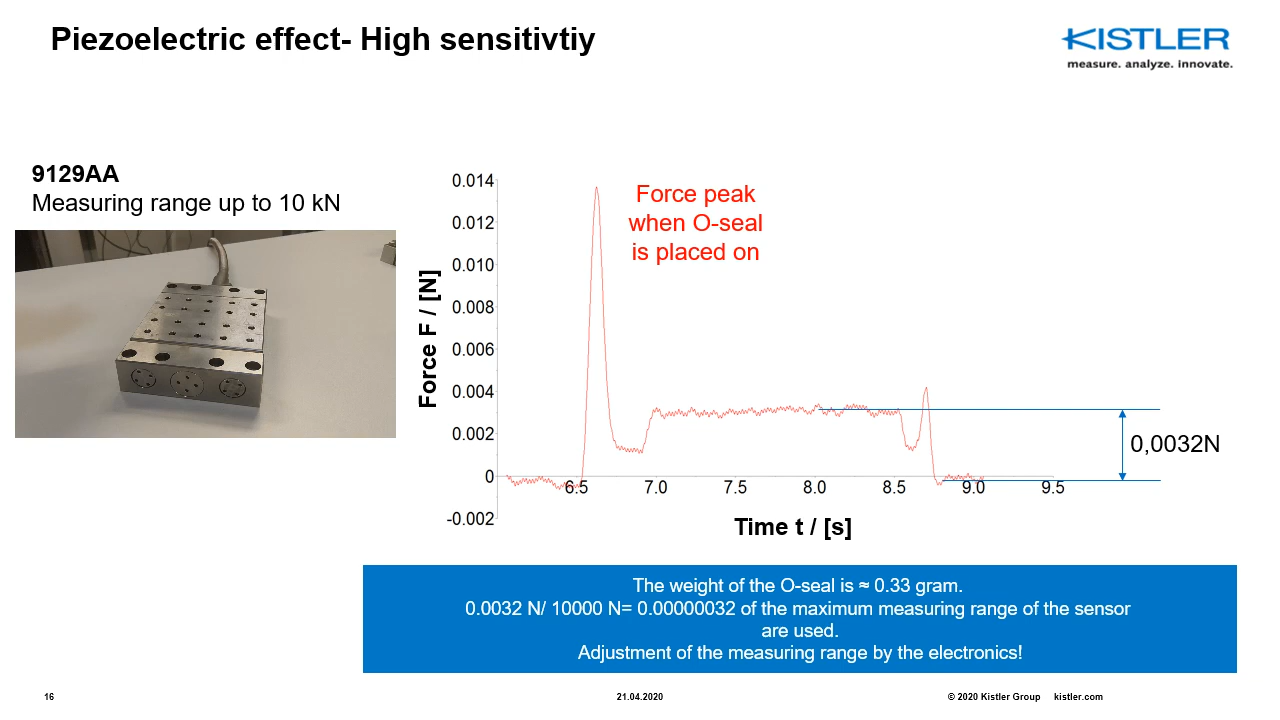 Piezoelectric effect- High sensitivtiy
KISTLER
measure. analyze. innovate.
9129AA
Measuring range up to 10 kN
0.014
0.012
0.010
0.008
0.006
0.004
0.002
0
-0.002
Force F / [N]
Force peak
when O-seal
is placed on
6.5 7.0 7.5 8.0 8.5 9.0 9.5
Time t / [s]
0,0032N
The weight of the O-seal is ≈ 0.33 gram.
0.0032 N/ 10000 N= 0.00000032 of the maximum measuring range of the sensor
are used.
Adjustment of the measuring range by the electronics!
16 21.04.2020 © 2020 Kistler Group kistler.com